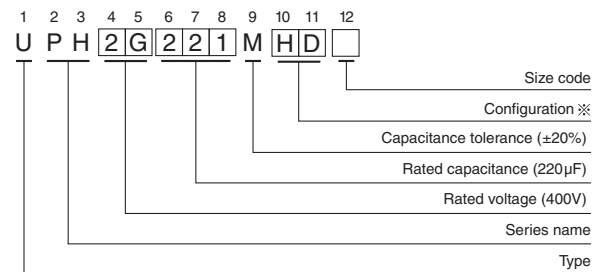 1 2 3 4 5 6 7 8 9 10 11 12
U P H 2 G 2 2 1 M H D
Size code
Configuration ※
Capacitance tolerance (±20%)
Rated capacitance (220µF)
Rated voltage (400V)
Series name
Type